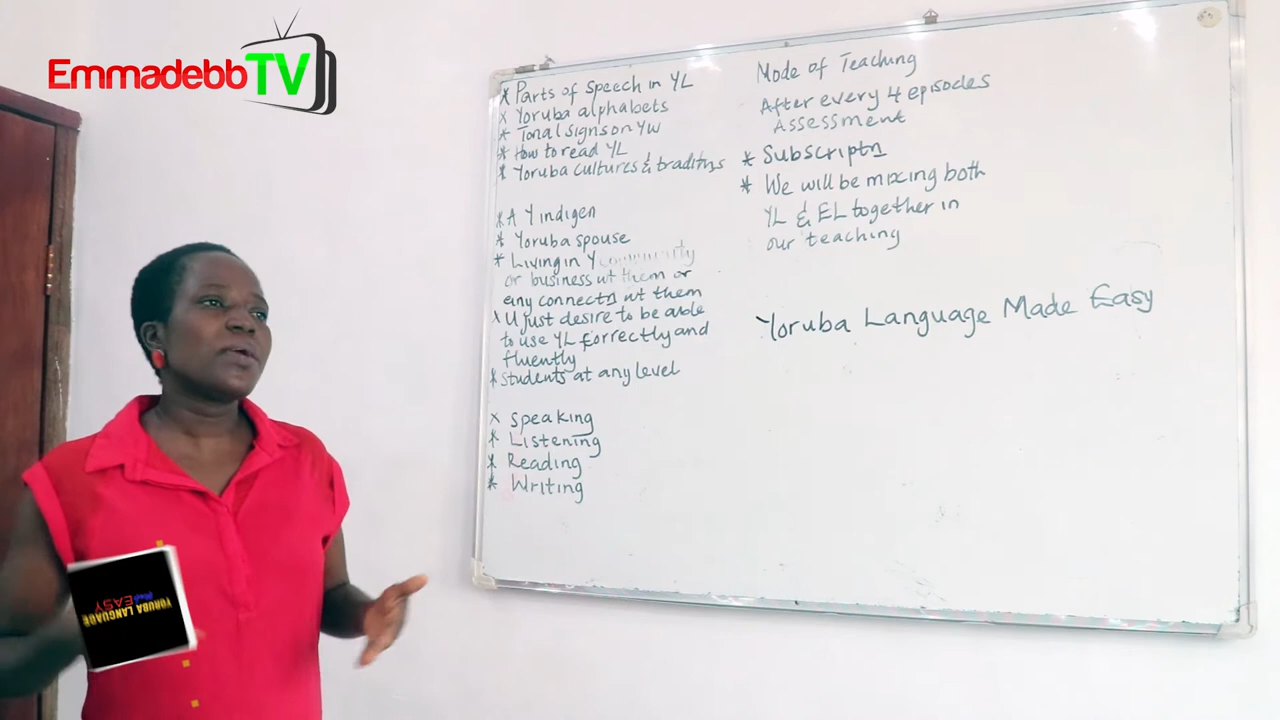 EmmadebbTV
* Parts of speech in YL
* Yoruba alphabets
* Tonal signs on YW
* How to read YL
* Yoruba cultures & traditns
* A Y indigen
* Yoruba spouse
* Living in Y community
or business wt them or
any connectn wt them
* U just desire to be able
to use YL correctly and
fluently
* Students at any level
* Speaking
* Listening
* Reading
* Writing
Mode of Teaching
After every 4 episodes
Assessment
* Subscriptn
* We will be mixing both
YL & EL together in
our teaching
Yoruba Language Made Easy
YORUBA LANGUAGE
Made EASY